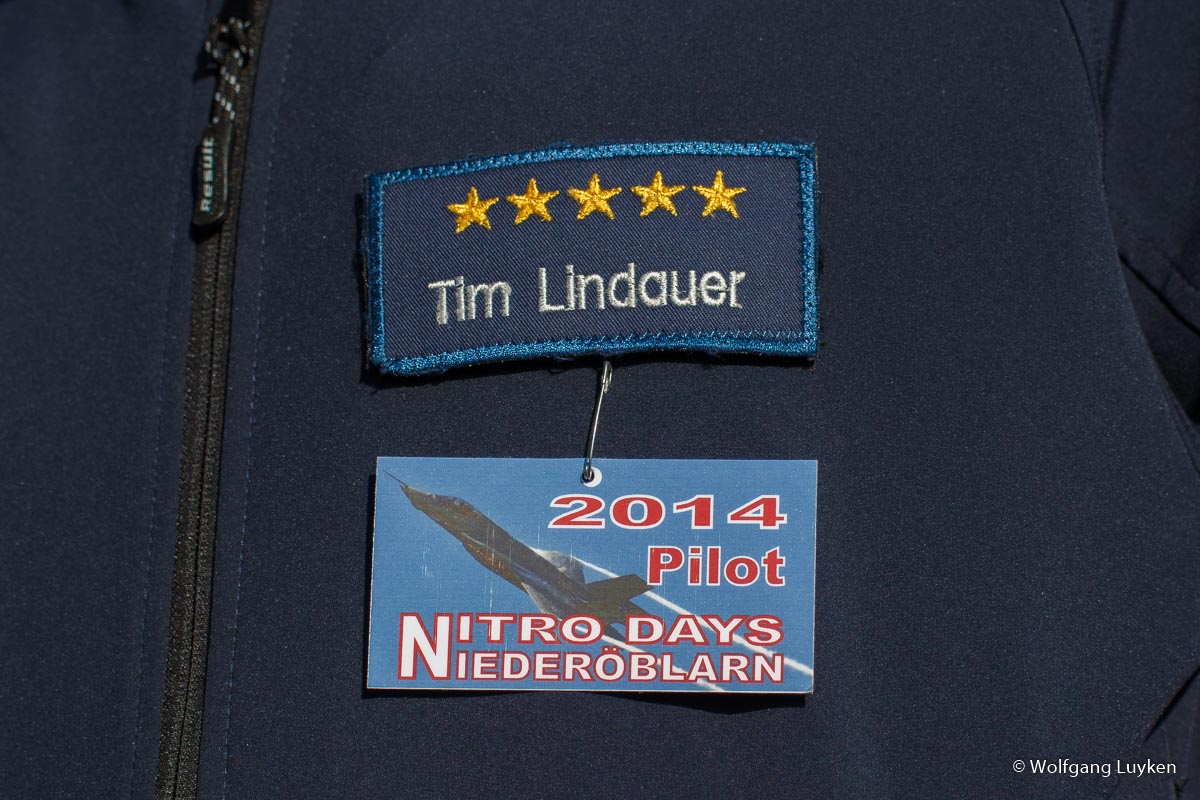 Result
Tim Lindauer
2014
Pilot
NITRO DAYS
NIEDERÖBLARN
© Wolfgang Luyken